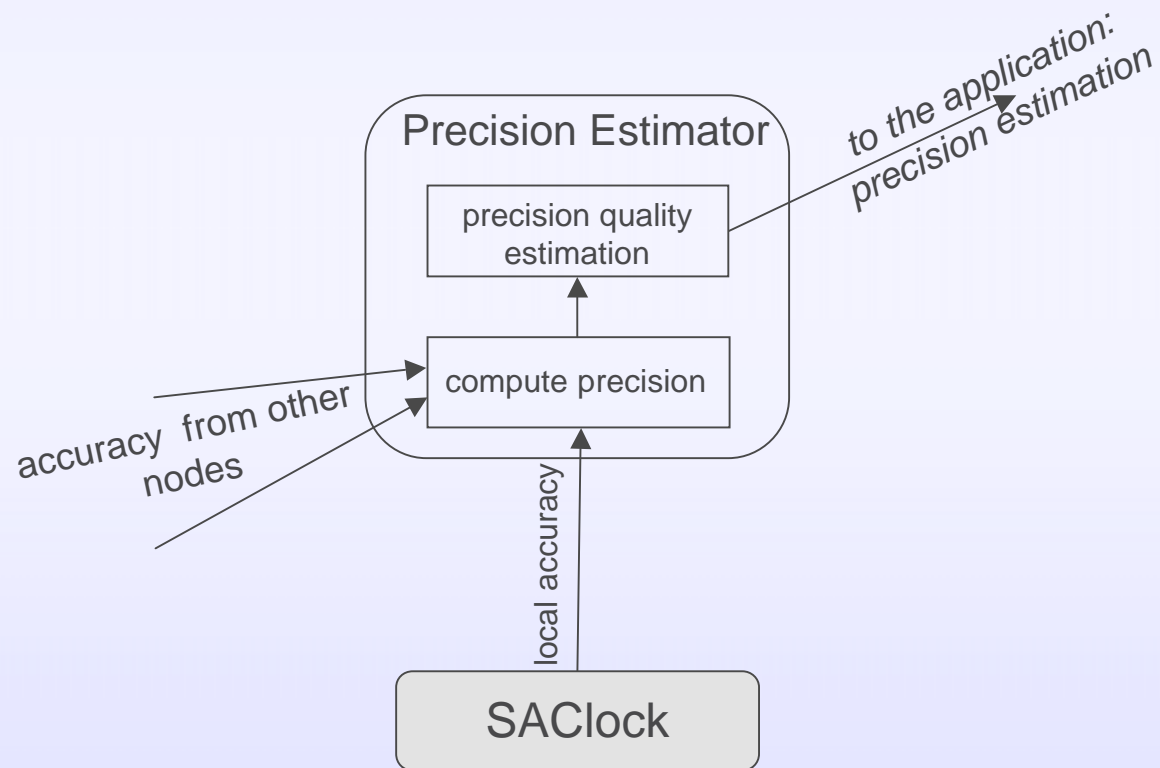 to the application:
precision estimation
Precision Estimator
precision quality
estimation
compute precision
accuracy from other
nodes
local accuracy
SAClock